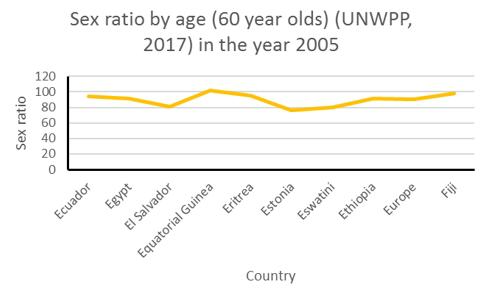 Sex ratio by age (60 year olds) (UNWPP,
2017) in the year 2005
Sex ratio
120
100
80
60
40
20
0
Ecuador
Egypt
El Salvador
Equatorial Guinea
Eritrea
Estonia
Eswatini
Ethiopia
Europe
Fiji
Country